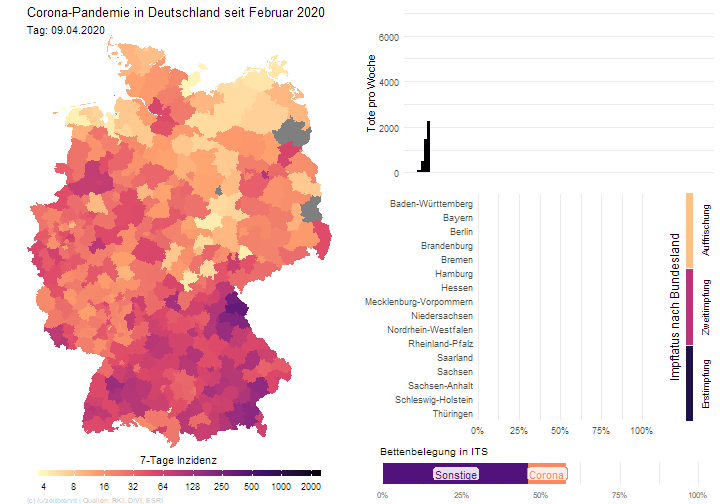 Corona-Pandemie in Deutschland seit Februar 2020
Tag: 09.04.2020
Tote pro Woche
6000
4000
2000
0
Baden-Württemberg
Bayern
Berlin
Brandenburg
Bremen
Hamburg
Hessen
Mecklenburg-Vorpommern
Niedersachsen
Nordrhein-Westfalen
Rheinland-Pfalz
Saarland
Sachsen
Sachsen-Anhalt
Schleswig-Holstein
Thüringen
0% 25% 50% 75% 100%
Impftatus nach Bundesland
Auffrischung
Zweitimpfung
Erstimpfung
7-Tage Inzidenz
4 8 16 32 64 120 250 500 1000 2000
Bettenbelegung in ITS
Sonstige Corona
0% 25% 50% 75% 100%
| Quellen: RKI, DIVI, ESRI